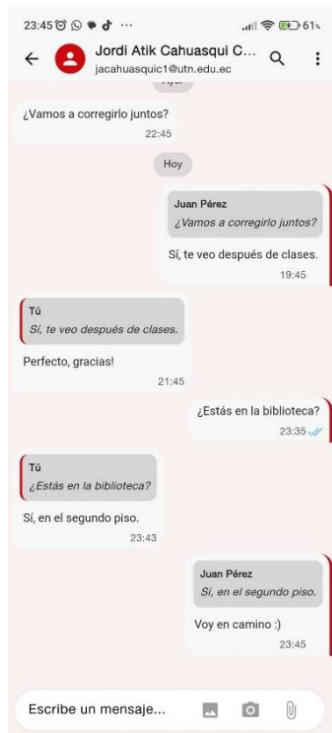 23:45
61%
Jordi Atik Cahuasqui C...
jacahuasquic1@utn.edu.ec
Ayer
¿Vamos a corregirlo juntos?
22:45
Hoy
Juan Pérez
¿Vamos a corregirlo juntos?
Sí, te veo después de clases.
19:45
Tú
Sí, te veo después de clases.
Perfecto, gracias!
21:45
¿Estás en la biblioteca?
23:35
Tú
¿Estás en la biblioteca?
Sí, en el segundo piso.
23:43
Juan Pérez
Sí, en el segundo piso.
Voy en camino :)
23:45
Escribe un mensaje...